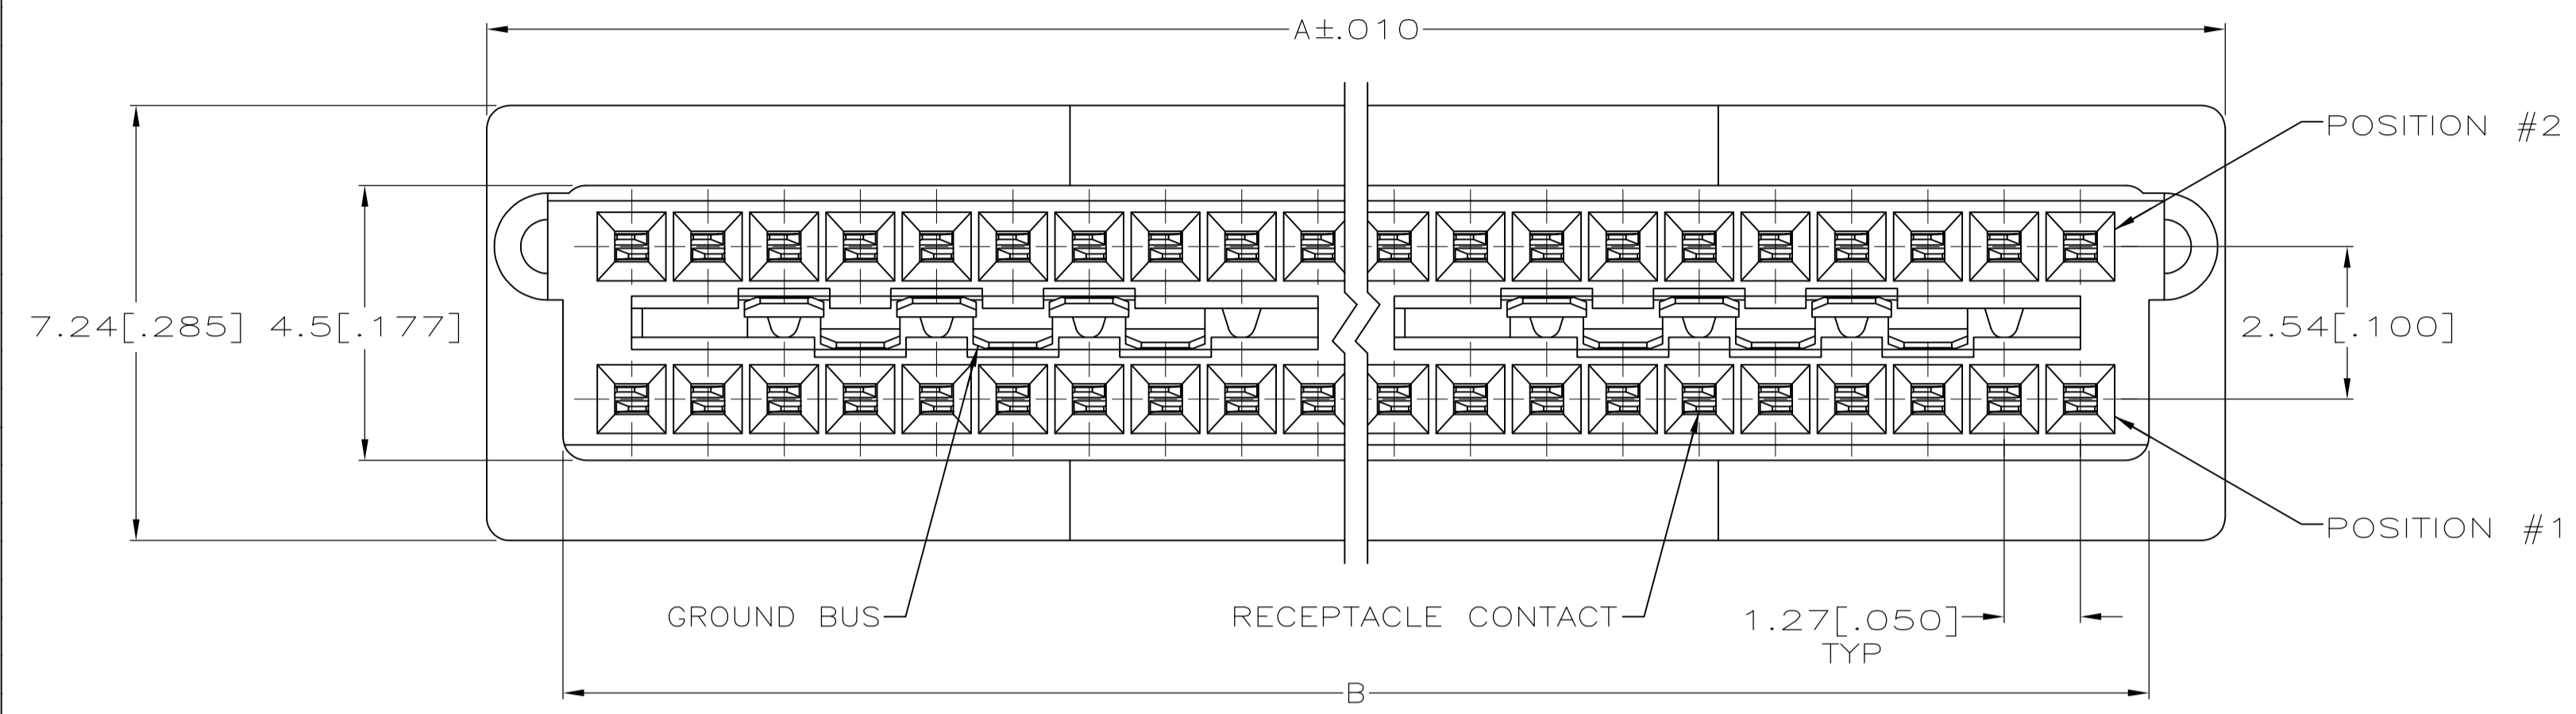 A±.010
POSITION #2
7.24[.285]
4.5[.177]
2.54[.100]
POSITION #1
GROUND BUS
RECEPTACLE CONTACT
1.27[.050]
TYP
B